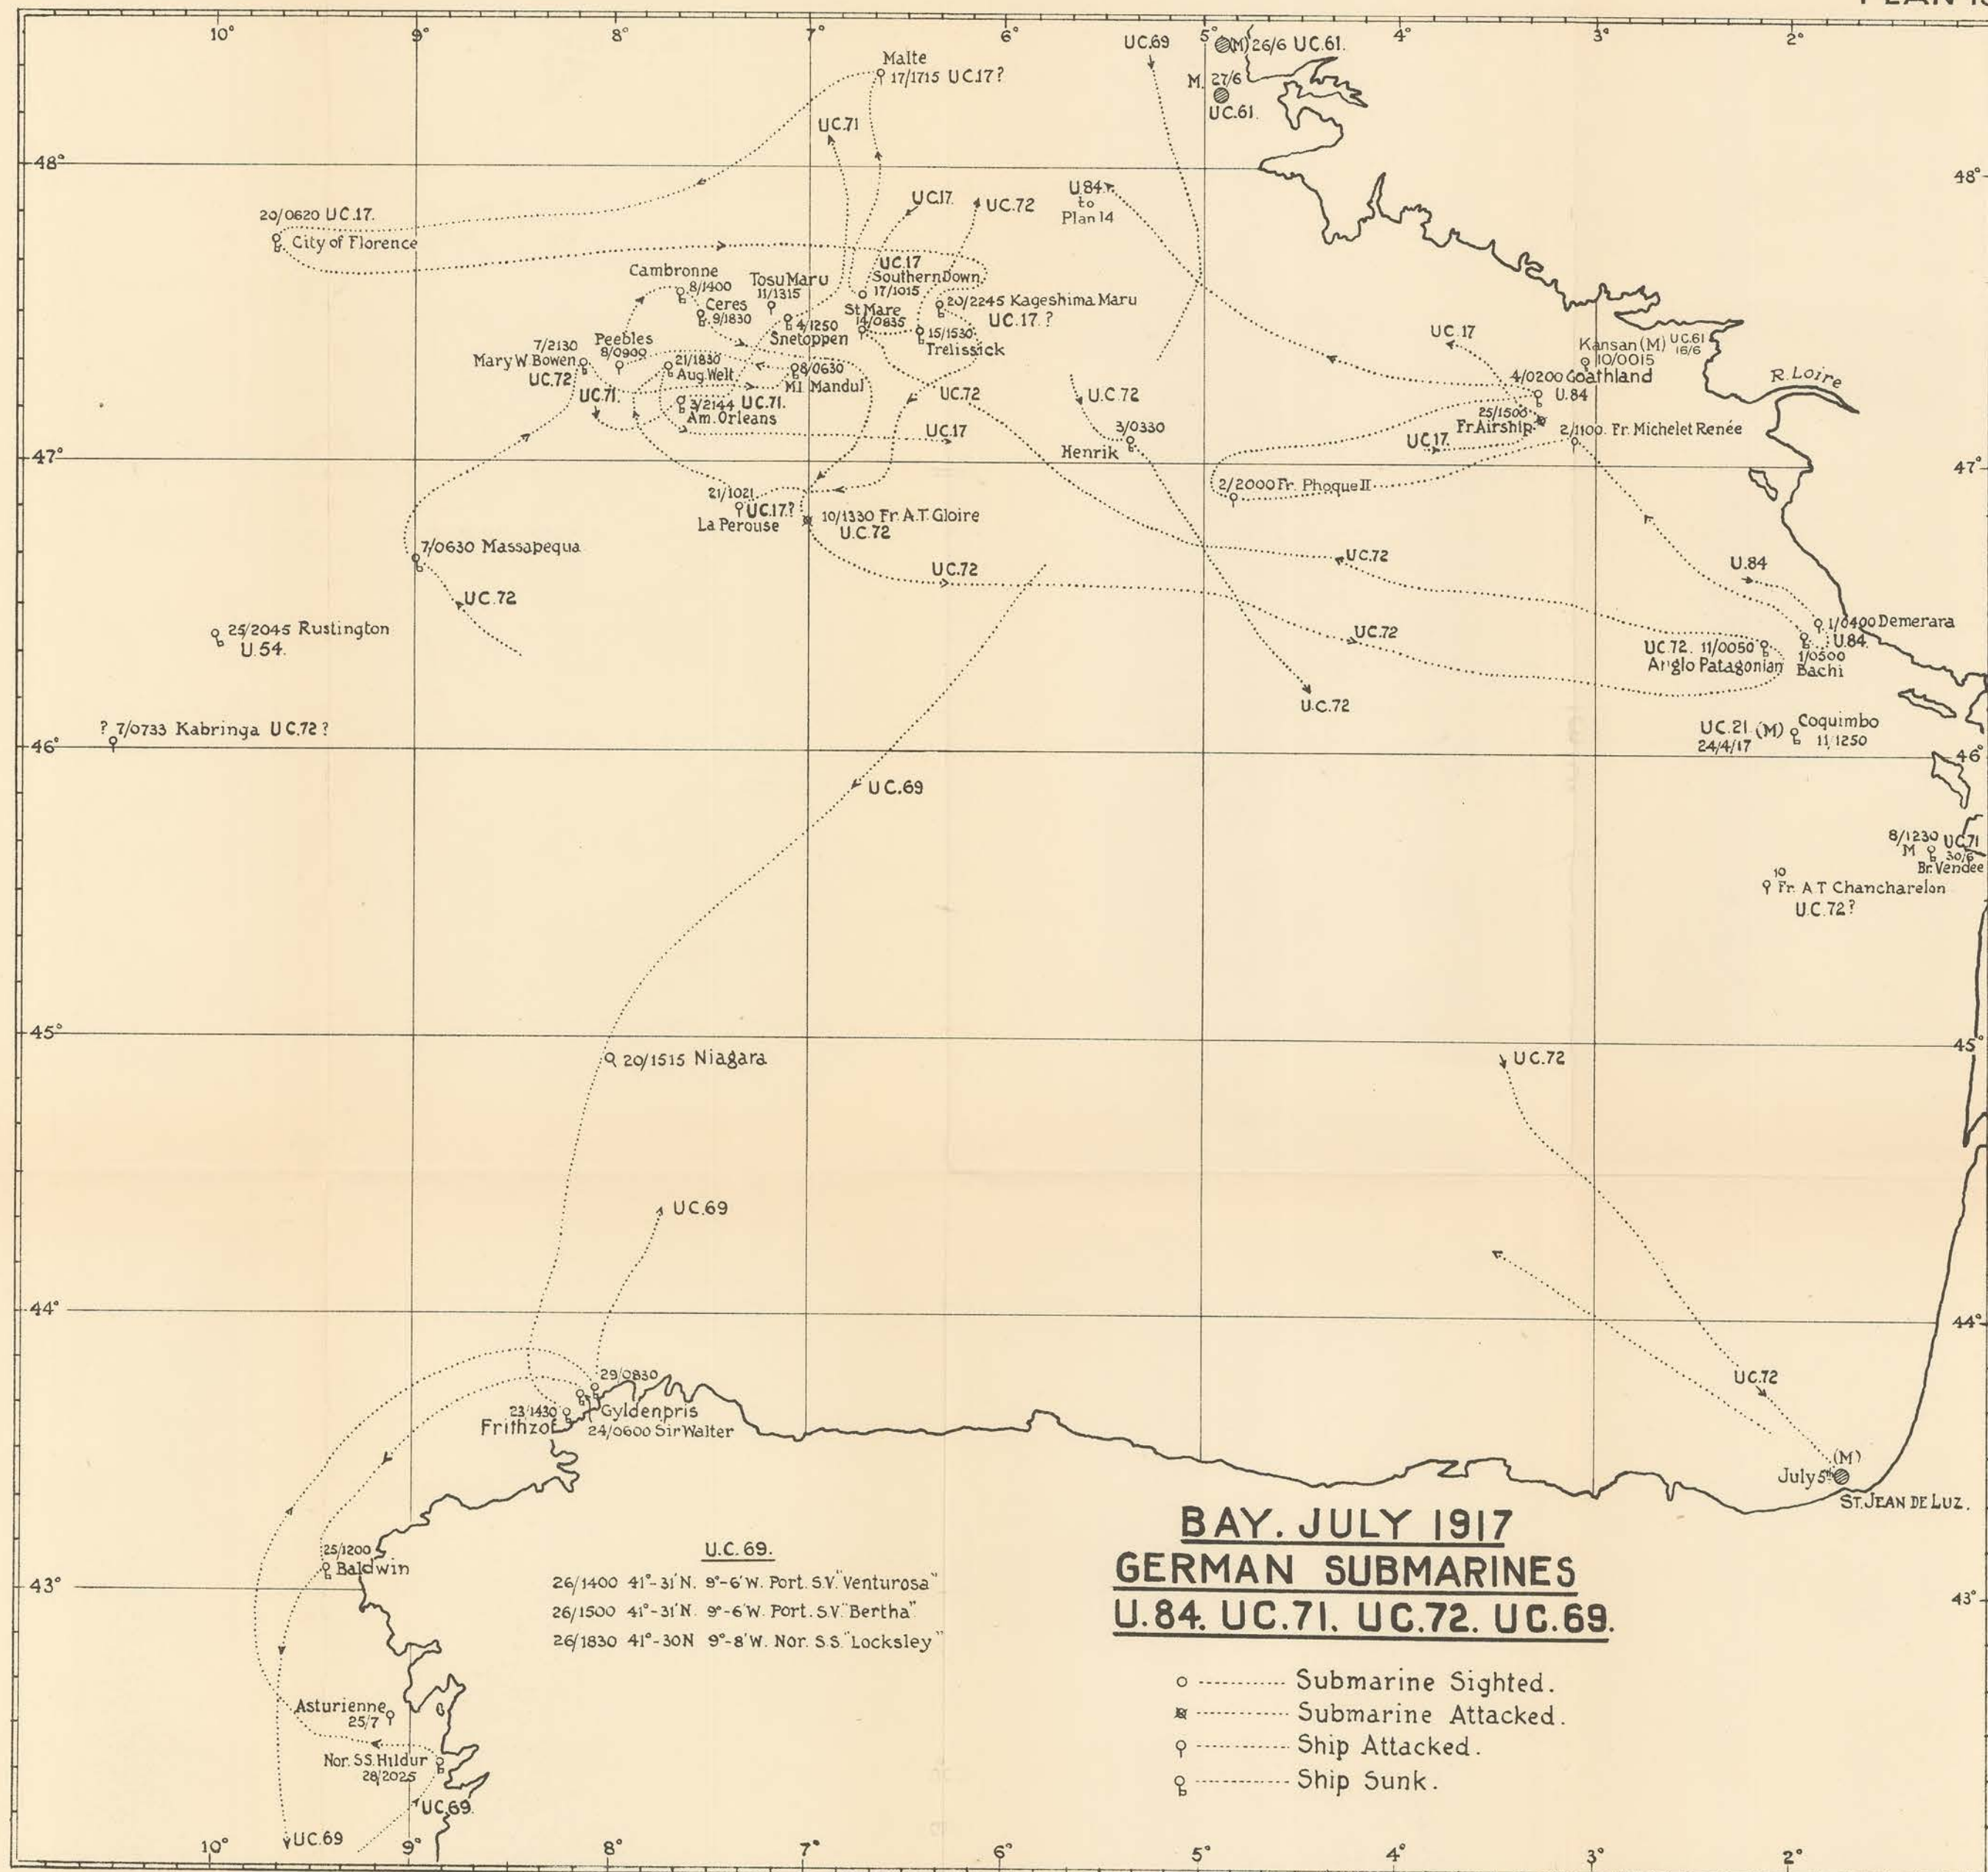 10° 9° 8° 7° 6° 5° 4° 3° 2°
UC.69
(M) 26/6 UC.61.
M. 27/6
UC.61.
Malte
17/1715 UC.17?
UC.71
48° 48°
U.84
to
Plan 14
UC.17.
UC.72
20/0620 UC.17.
City of Florence
Cambronne
8/1400
Tosu Maru
11/1315
UC.17
Southern Down
17/1015
Ceres
9/1830
St Mare
14/0835
20/2245 Kageshima Maru
UC.17.?
4/1250
Snetoppen
15/1530
Trelissick
Peebles
8/0900
7/2130
Mary W. Bowen
UC.72
21/1830
Aug. Welt
8/0630
M.I. Mandul
UC.71.
3/2144 UC.71.
Am. Orleans
UC.72
UC.17
UC.72
3/0330
Henrik
UC.17
Kansan (M) UC.61
16/6
10/0015
4/0200 Goathland
U.84
R. Loire
25/1500
Fr Airship
2/1100. Fr. Michelet Renée
UC.17.
47° 47°
2/2000 Fr. Phoque II
21/1021
UC.17.?
La Perouse
10/1330 Fr. A.T. Gloire
U.C.72
7/0630 Massapequa
UC.72
UC.72
UC.72
U.84
UC.72
25/2045 Rustington
U.54.
1/0400 Demerara
U.84.
UC.72. 11/0050
Anglo Patagonian
1/0500
Bachi
U.C.72
? 7/0733 Kabringa UC.72?
UC.21. (M)
24/4/17
Coquimbo
11/1250
46° 46°
UC.69
8/1230 UC.71
M 30/6
Br. Vendee
10
Fr. A T Chancharelon
U.C.72?
45° 45°
20/1515 Niagara
UC.72
UC.69
44° 44°
29/0830
23/1430
Frithzof
Gyldenpris
24/0600 Sir Walter
UC.72
(M)
July 5th
ST. JEAN DE LUZ.
25/1200
Baldwin
43° 43°
U.C. 69.
26/1400 41°-31'N. 9°-6'W. Port. S.V. "Venturosa"
26/1500 41°-31'N. 9°-6'W. Port. S.V. "Bertha".
26/1830 41°-30N 9°-8'W. Nor. S.S. "Locksley"
BAY. JULY 1917
GERMAN SUBMARINES
U.84. UC.71. UC.72. UC.69.
Submarine Sighted.
Submarine Attacked.
Ship Attacked.
Ship Sunk.
Asturienne
25/7
Nor. SS. Hildur
28/2025
UC.69.
UC.69
10° 9° 8° 7° 6° 5° 4° 3° 2°